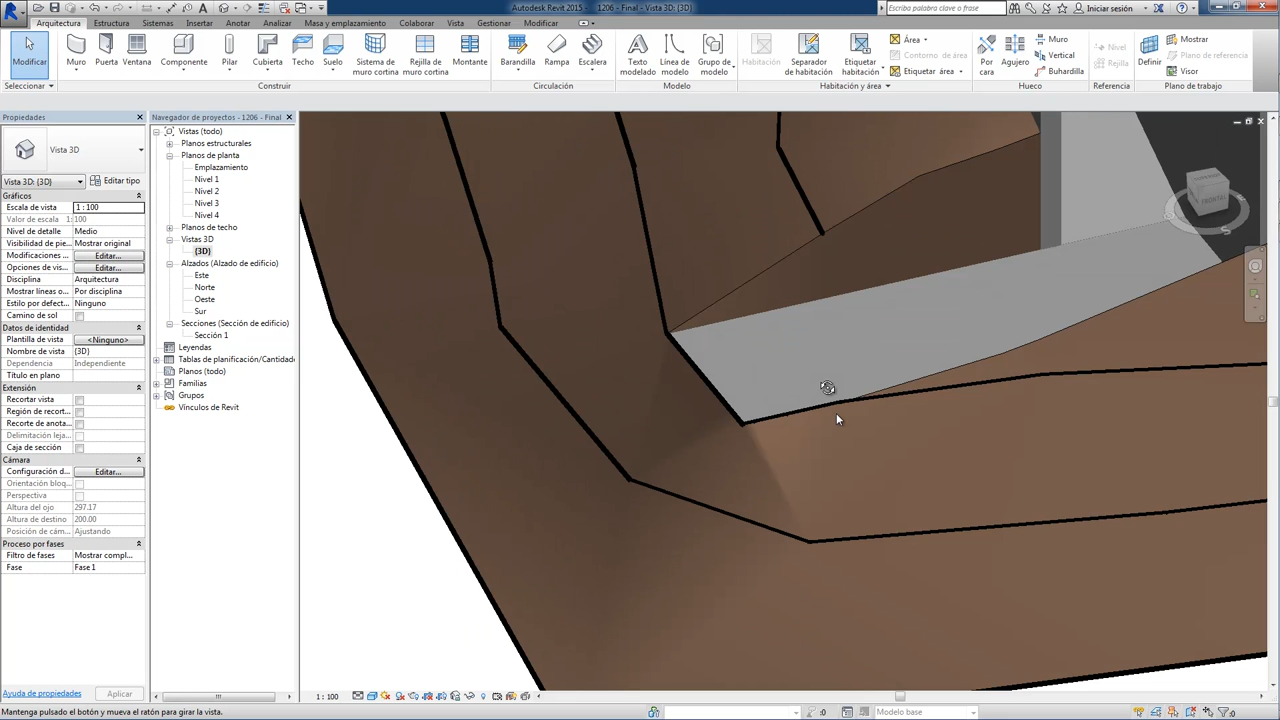 Autodesk Revit 2015 - 1206 - Final - Vista 3D: {3D}
Escriba palabra clave o frase
Iniciar sesión
Arquitectura Estructura Sistemas Insertar Anotar Analizar Masa y emplazamiento Colaborar Vista Gestionar Modificar
Modificar
Muro Puerta Ventana Componente Pilar Cubierta Techo Suelo Sistema de muro cortina Rejilla de muro cortina Montante
Barandilla Rampa Escalera
Texto modelado Línea de modelo Grupo de modelo
Habitación Separador de habitación Etiquetar habitación
Área
Contorno de área
Etiquetar área
Por cara Agujero
Muro
Vertical
Buhardilla
Nivel
Rejilla
Definir
Mostrar
Plano de referencia
Visor
Seleccionar Construir Circulación Modelo Habitación y área Hueco Referencia Plano de trabajo
Propiedades
Vista 3D
Vista 3D: {3D} Editar tipo
Gráficos
Escala de vista 1 : 100
Valor de escala 1: 100
Nivel de detalle Medio
Visibilidad de pie... Mostrar original
Modificaciones ... Editar...
Opciones de vis... Editar...
Disciplina Arquitectura
Mostrar líneas o... Por disciplina
Estilo por defect... Ninguno
Camino de sol
Datos de identidad
Plantilla de vista <Ninguno>
Nombre de vista {3D}
Dependencia Independiente
Título en plano
Extensión
Recortar vista
Región de recort...
Recorte de anota...
Delimitación leja...
Caja de sección
Cámara
Configuración d... Editar...
Orientación bloq...
Perspectiva
Altura del ojo 297.17
Altura de destino 200.00
Posición de cám... Ajustando
Proceso por fases
Filtro de fases Mostrar compl...
Fase Fase 1
Ayuda de propiedades Aplicar
Navegador de proyectos - 1206 - Final
Vistas (todo)
Planos estructurales
Planos de planta
Emplazamiento
Nivel 1
Nivel 2
Nivel 3
Nivel 4
Planos de techo
Vistas 3D
{3D}
Alzados (Alzado de edificio)
Este
Norte
Oeste
Sur
Secciones (Sección de edificio)
Sección 1
Leyendas
Tablas de planificación/Cantidade
Planos (todo)
Familias
Grupos
Vínculos de Revit
FRONTAL
S
1 : 100
Mantenga pulsado el botón y mueva el ratón para girar la vista.
:0
Modelo base
:0